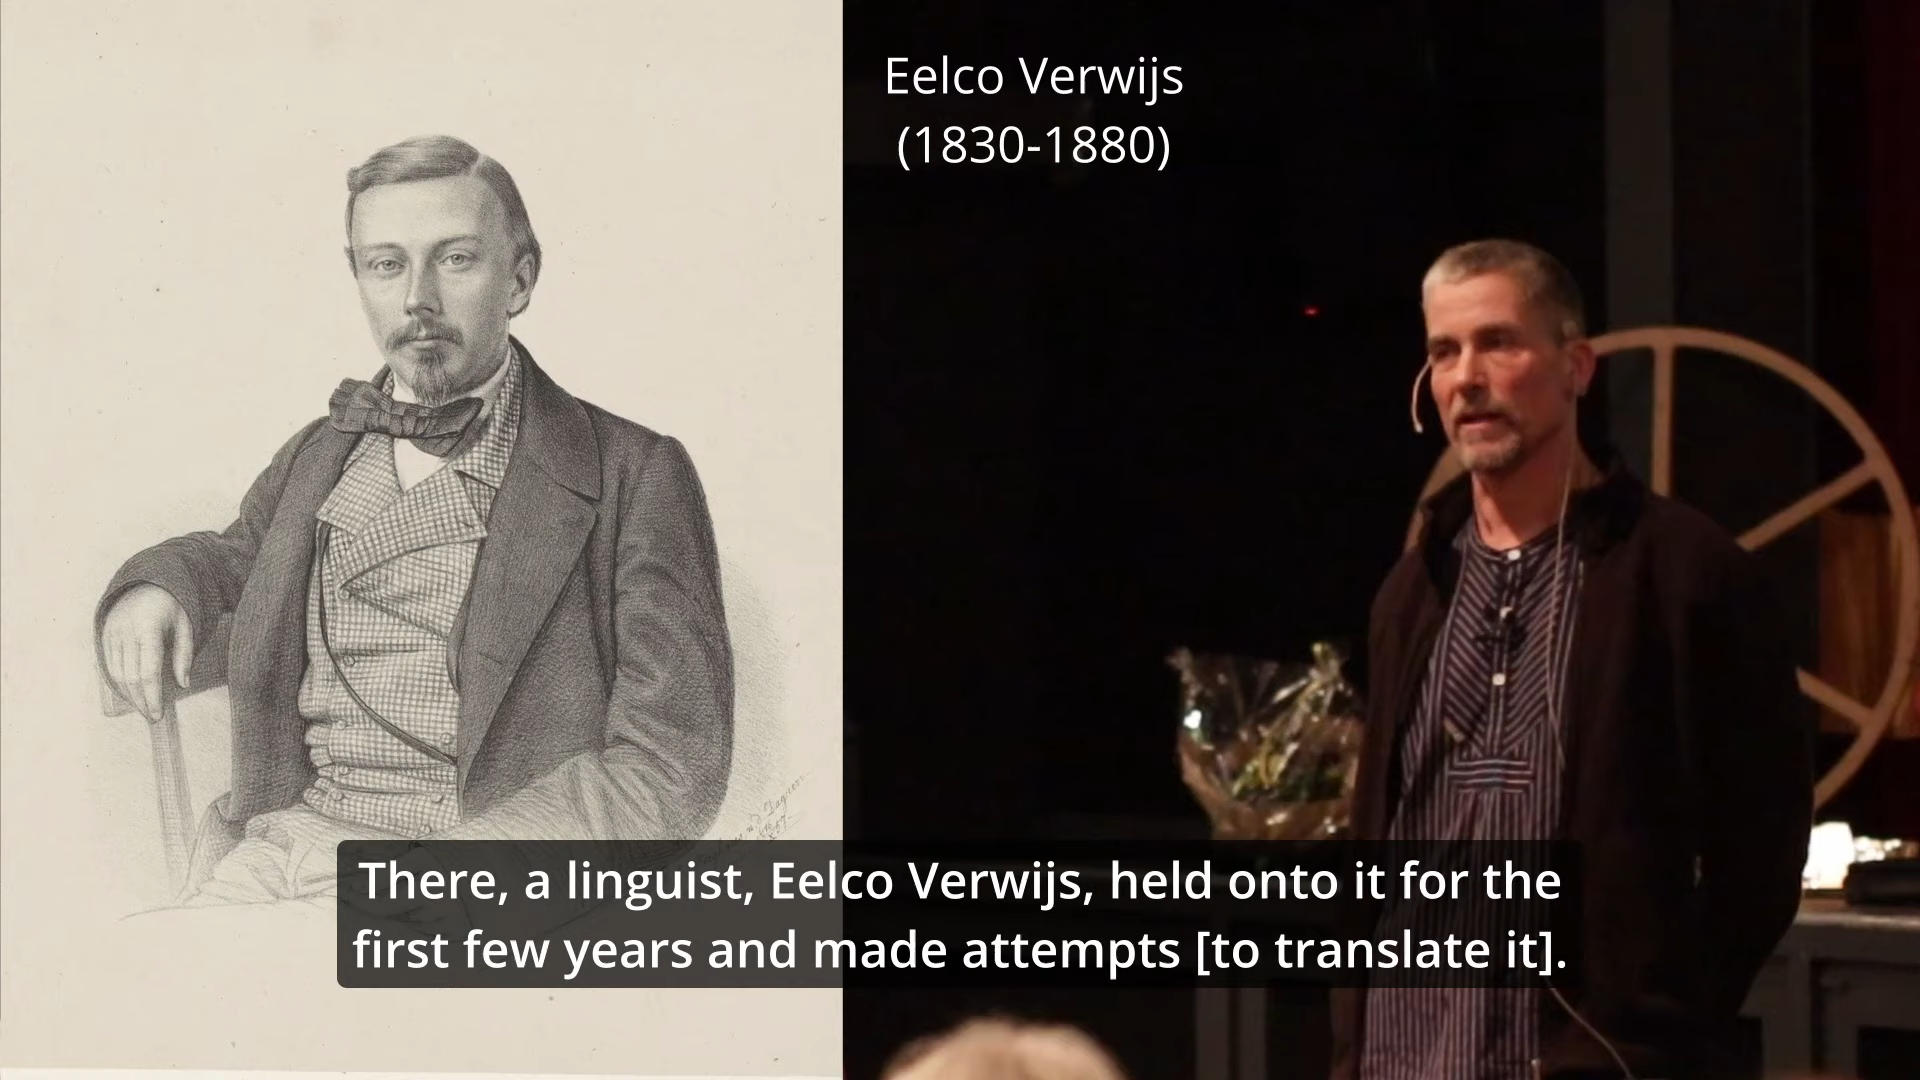 Eelco Verwijs
(1830-1880)
There, a linguist, Eelco Verwijs, held onto it for the
first few years and made attempts [to translate it].